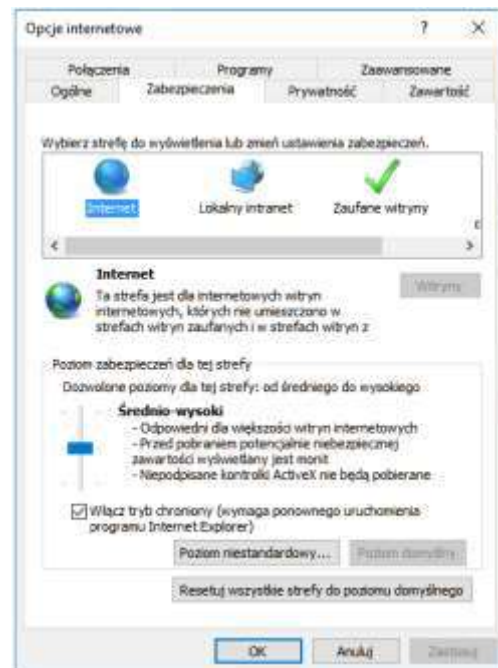 Opcje internetowe ? ×
Połączenia Programy Zaawansowane
Ogólne Zabezpieczenia Prywatność Zawartość
Wybierz strefę do wyświetlenia lub zmień ustawienia zabezpieczeń.
Internet Lokalny intranet Zaufane witryny
Internet
Witryny
Ta strefa jest dla internetowych witryn
internetowych, których nie umieszczono w
strefach witryn zaufanych i w strefach witryn z
Poziom zabezpieczeń dla tej strefy
Dozwolone poziomy dla tej strefy: od średniego do wysokiego
Średnio-wysoki
- Odpowiedni dla większości witryn internetowych
- Przed pobraniem potencjalnie niebezpiecznej
zawartości wyświetlany jest monit
- Niepodpisane kontrolki ActiveX nie będą pobierane
Włącz tryb chroniony (wymaga ponownego uruchomienia
programu Internet Explorer)
Poziom niestandardowy... Poziom domyślny
Resetuj wszystkie strefy do poziomu domyślnego
OK Anuluj Zastosuj